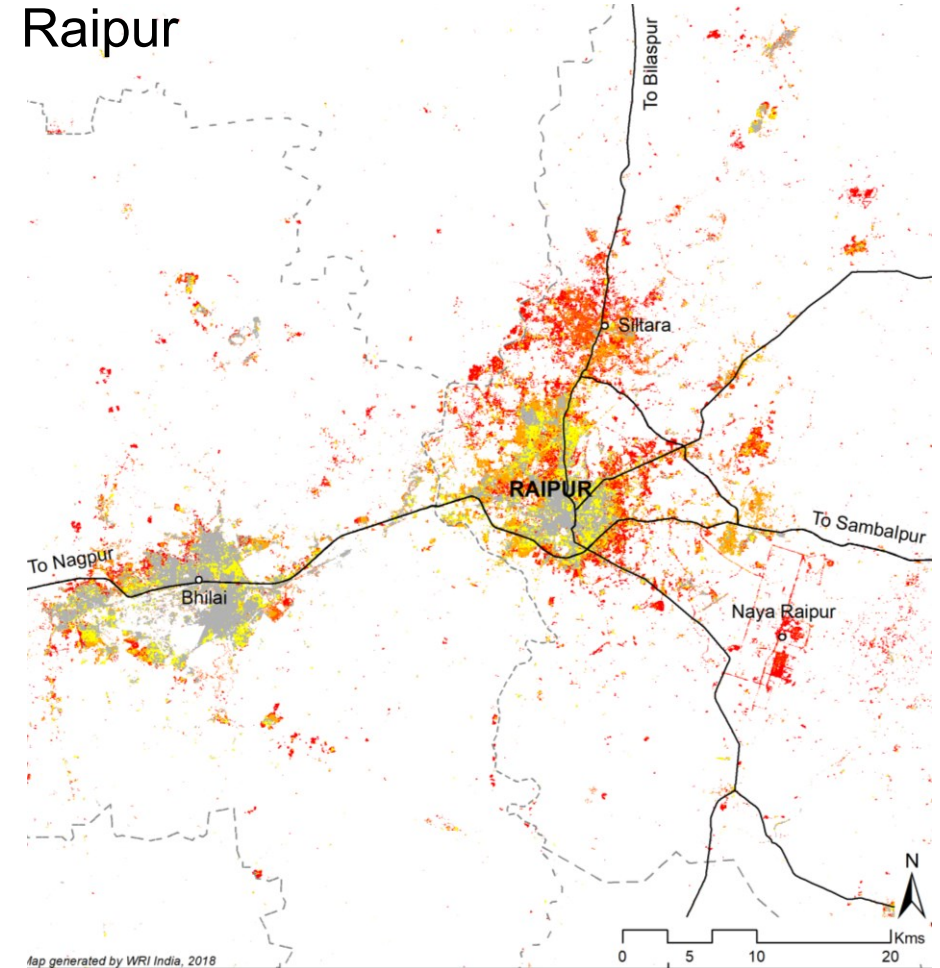 Raipur
To Bilaspur
Siltara
RAIPUR
To Sambalpur
To Nagpur
Bhilai
Naya Raipur
N
Kms
0 5 10 20
Map generated by WRI India, 2018